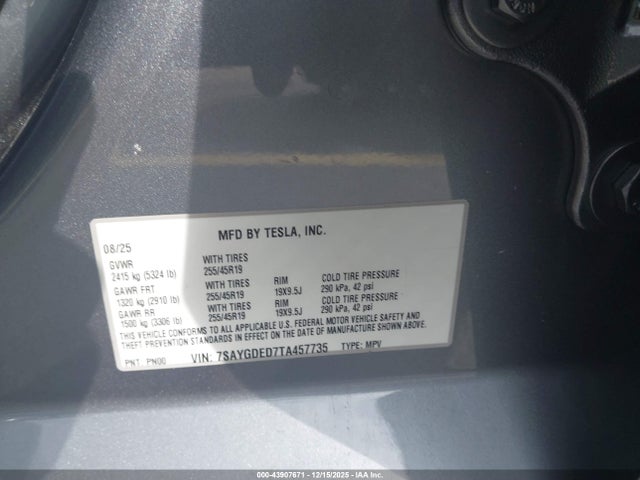 MFD BY TESLA, INC.
08/25
GVWR
2415 kg (5324 lb)
WITH TIRES
255/45R19
GAWR FRT
1320 kg (2910 lb)
WITH TIRES
255/45R19
RIM
19X9.5J
COLD TIRE PRESSURE
290 kPa, 42 psi
GAWR RR
1500 kg (3306 lb)
WITH TIRES
255/45R19
RIM
19X9.5J
COLD TIRE PRESSURE
290 kPa, 42 psi
THIS VEHICLE CONFORMS TO ALL APPLICABLE U.S. FEDERAL MOTOR VEHICLE SAFETY AND
THEFT PREVENTION STANDARDS IN EFFECT ON THE DATE OF MANUFACTURE SHOWN ABOVE.
PNT. PN00 VIN: 7SAYGDED7TA457735 TYPE: MPV
000-43907671 - 12/15/2025 - IAA